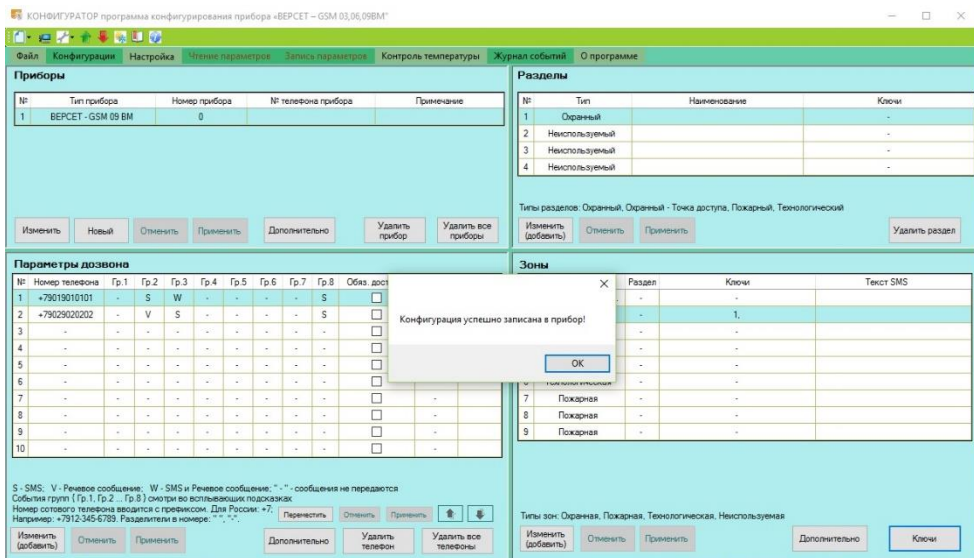 КОНФИГУРАТОР программа конфигурирования прибора «ВЕРСЕТ – GSM 03,06,09ВМ"
Файл Конфигурации Настройка Чтение параметров Запись параметров Контроль температуры Журнал событий О программе
Приборы
№ Тип прибора Номер прибора № телефона прибора Примечание
1 ВЕРСЕТ - GSM 09 ВМ 0
Изменить Новый Отменить Применить Дополнительно Удалить прибор Удалить все приборы
Разделы
№ Тип Наименование Ключи
1 Охранный -
2 Неиспользуемый -
3 Неиспользуемый -
4 Неиспользуемый -
Типы разделов: Охранный, Охранный - Точка доступа, Пожарный, Технологический
Изменить (добавить) Отменить Применить Удалить раздел
Параметры дозвона
№ Номер телефона Гр.1 Гр.2 Гр.3 Гр.4 Гр.5 Гр.6 Гр.7 Гр.8 Обяз. дост
1 +79019010101 - S W - - - - S
2 +79029020202 - V S - - - - S
3 - - - - - - - - -
4 - - - - - - - - -
5 - - - - - - - - -
6 - - - - - - - - -
7 - - - - - - - - - -
8 - - - - - - - - - -
9 - - - - - - - - - -
10 - - - - - - - - - -
S - SMS; V - Речевое сообщение; W - SMS и Речевое сообщение; " - " - сообщения не передаются
События групп ( Гр.1, Гр.2 ... Гр.8 ) смотри во всплывающих подсказках
Номер сотового телефона вводится с префиксом. Для России: +7;
Например: +7912-345-6789. Разделители в номере: " ", "-".
Переместить Отменить Применить
Изменить (добавить) Отменить Применить Дополнительно Удалить телефон Удалить все телефоны
Конфигурация успешно записана в прибор!
OK
Зоны
Раздел Ключи Текст SMS
- -
- 1,
- -
- -
- -
6 Технологическая - -
7 Пожарная - -
8 Пожарная - -
9 Пожарная - -
Типы зон: Охранная, Пожарная, Технологическая, Неиспользуемая
Изменить (добавить) Отменить Применить Дополнительно Ключи